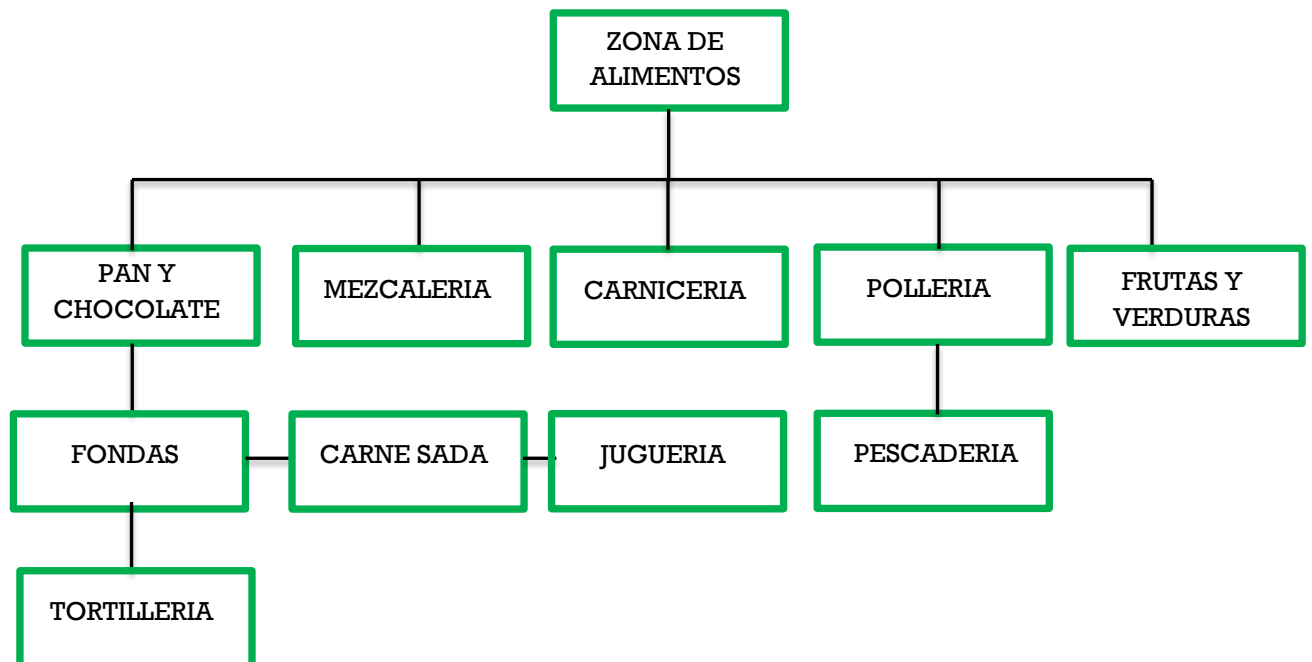 ZONA DE
ALIMENTOS
PAN Y
CHOCOLATE
MEZCALERIA
CARNICERIA
POLLERIA
FRUTAS Y
VERDURAS
FONDAS
CARNE SADA
JUGUERIA
PESCADERIA
TORTILLERIA